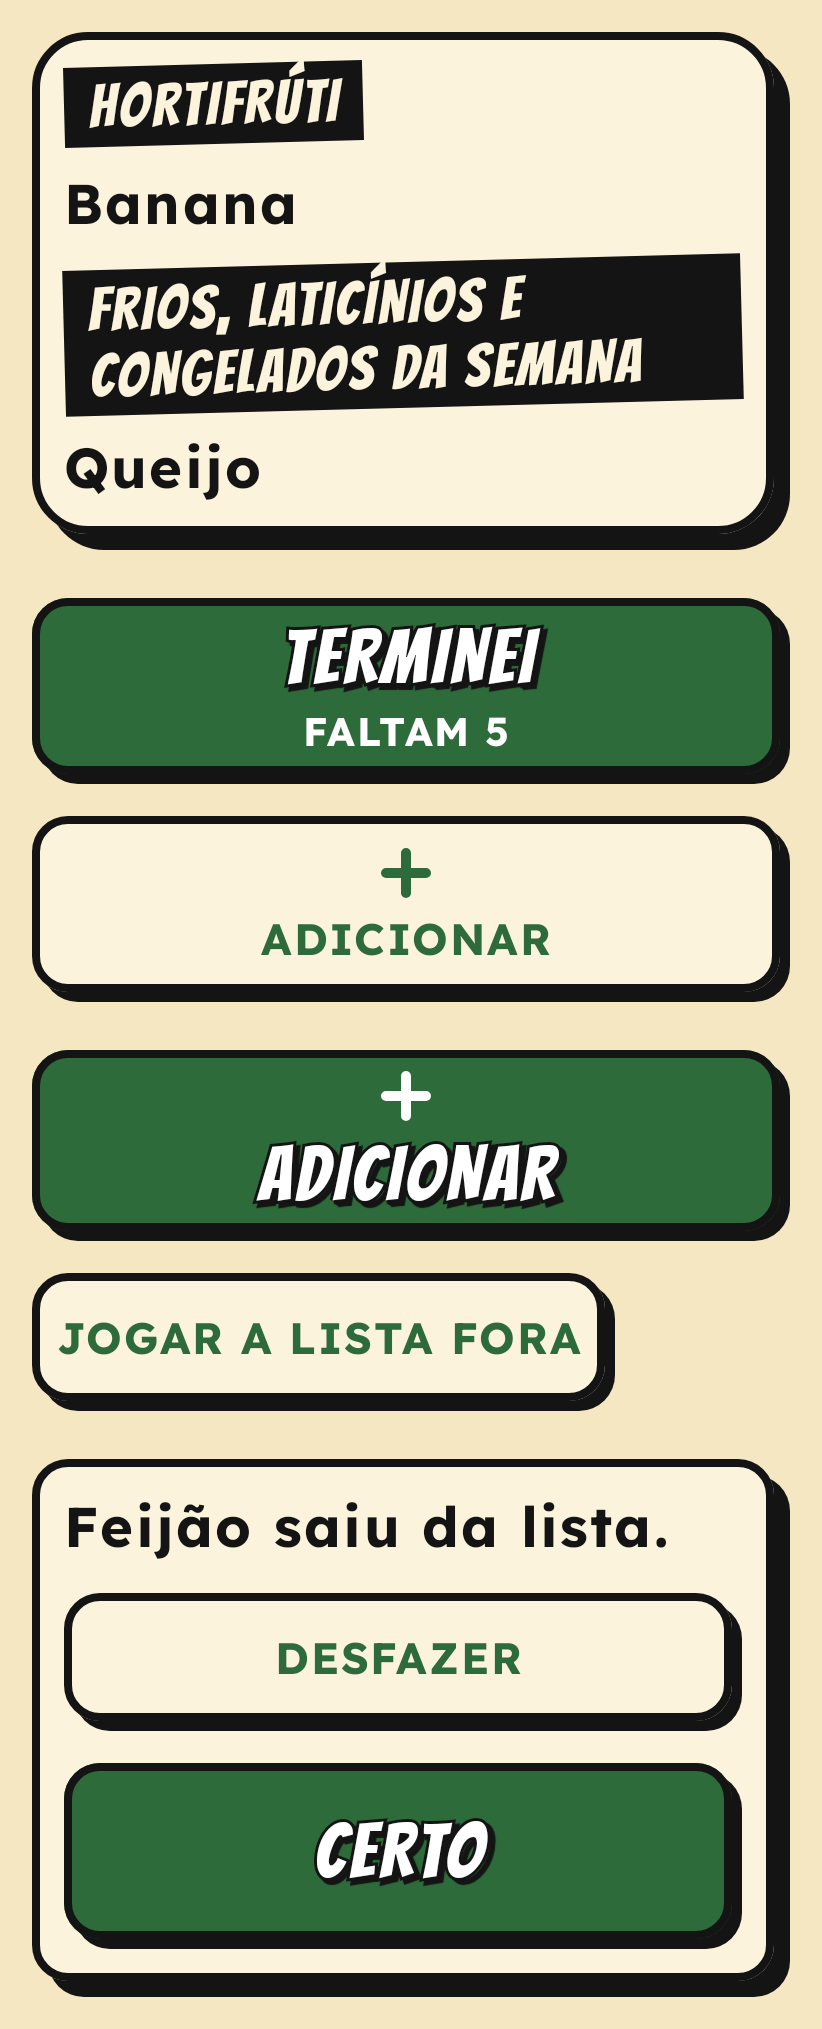 HORTIFRÚTI
Banana
FRIOS, LATICÍNIOS E
CONGELADOS DA SEMANA
Queijo
TERMINEI
FALTAM 5
+
ADICIONAR
+
ADICIONAR
JOGAR A LISTA FORA
Feijão saiu da lista.
DESFAZER
CERTO